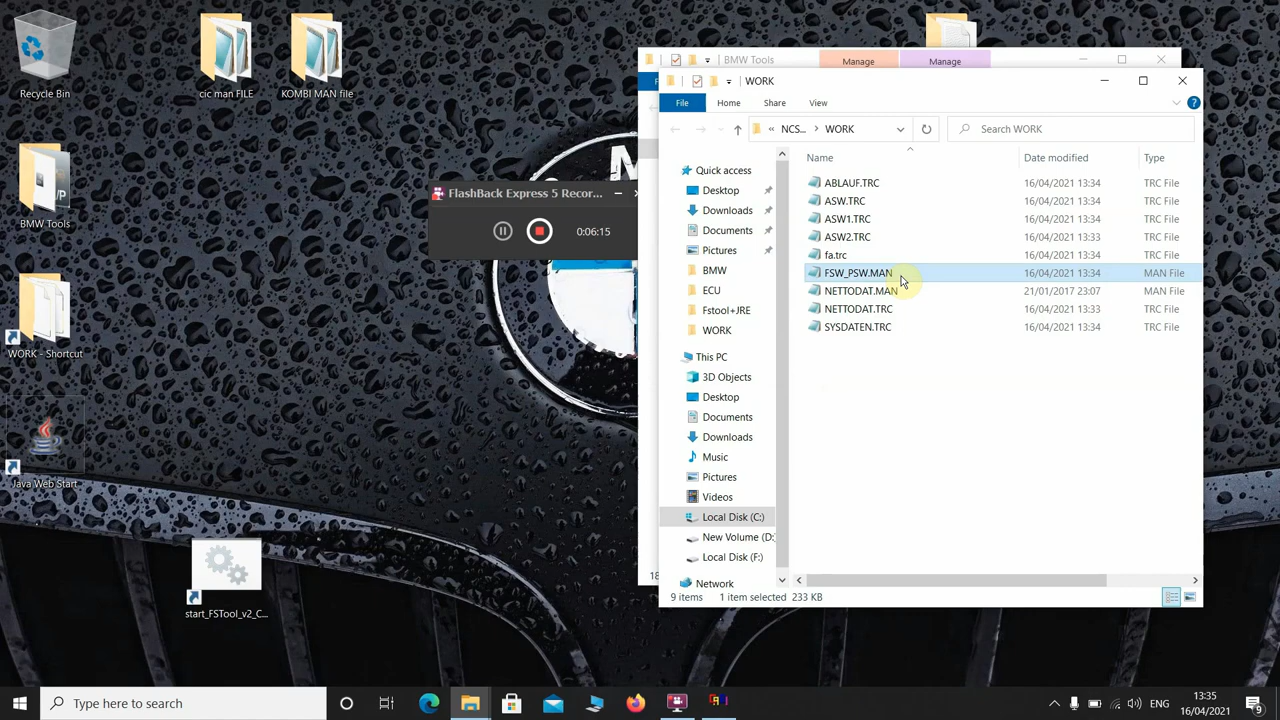 Recycle Bin
cic man FILE
KOMBI MAN file
BMW Tools
WORK - Shortcut
Java Web Start
start_FSTool_v2_C...
FlashBack Express 5 Recor...
0:06:15
BMW Tools
Manage
Manage
WORK
File
Home
Share
View
« NCS... > WORK
Search WORK
Quick access
Desktop
Downloads
Documents
Pictures
BMW
ECU
Fstool+JRE
WORK
This PC
3D Objects
Desktop
Documents
Downloads
Music
Pictures
Videos
Local Disk (C:)
New Volume (D:
Local Disk (F:)
Network
Name Date modified Type
ABLAUF.TRC 16/04/2021 13:34 TRC File
ASW.TRC 16/04/2021 13:34 TRC File
ASW1.TRC 16/04/2021 13:34 TRC File
ASW2.TRC 16/04/2021 13:33 TRC File
fa.trc 16/04/2021 13:34 TRC File
FSW_PSW.MAN 16/04/2021 13:34 MAN File
NETTODAT.MAN 21/01/2017 23:07 MAN File
NETTODAT.TRC 16/04/2021 13:33 TRC File
SYSDATEN.TRC 16/04/2021 13:34 TRC File
18
9 items 1 item selected 233 KB
Type here to search
ENG
13:35
16/04/2021
9